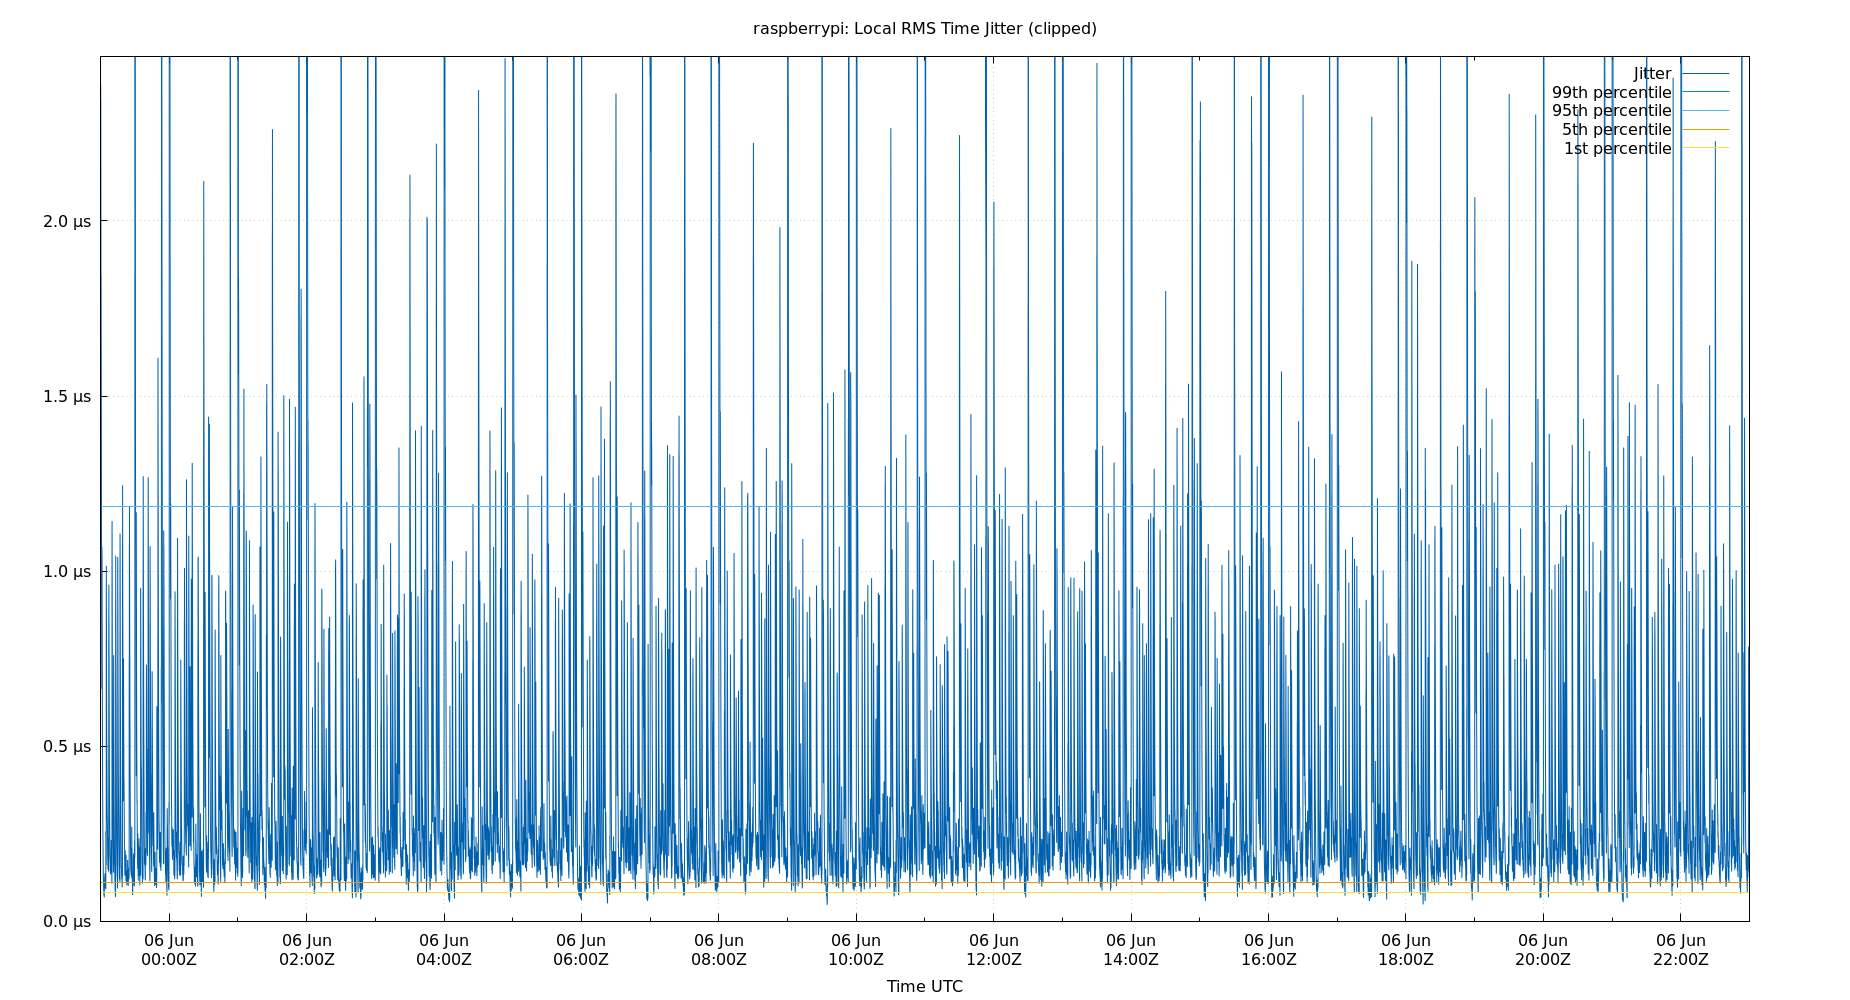 raspberrypi: Local RMS Time Jitter (clipped)
Jitter
99th percentile
95th percentile
5th percentile
1st percentile
2.0 µs
1.5 µs
1.0 µs
0.5 µs
0.0 µs
06 Jun 06 Jun 06 Jun 06 Jun 06 Jun 06 Jun 06 Jun 06 Jun 06 Jun 06 Jun 06 Jun 06 Jun
00:00Z 02:00Z 04:00Z 06:00Z 08:00Z 10:00Z 12:00Z 14:00Z 16:00Z 18:00Z 20:00Z 22:00Z
Time UTC